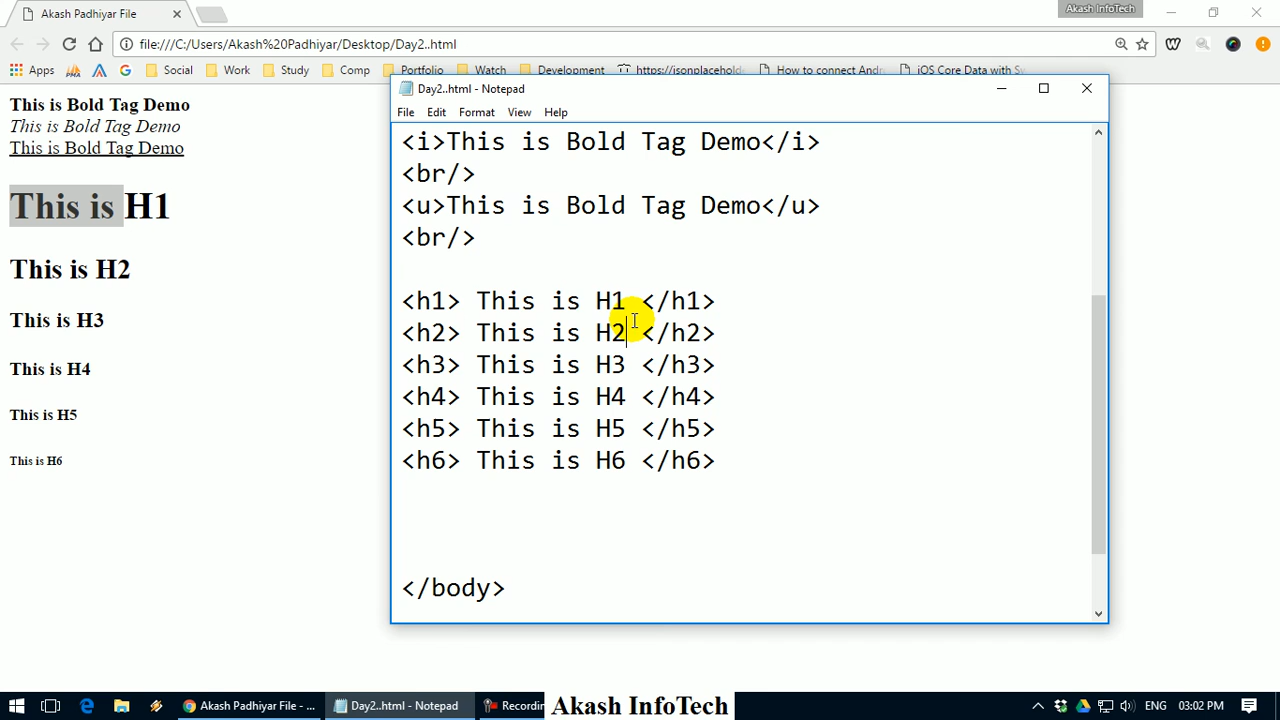 Akash Padhiyar File
Akash InfoTech
file:///C:/Users/Akash%20Padhiyar/Desktop/Day2..html
Apps
Social
Work
Study
Comp
Portfolio
Watch
Development
https://jsonplacehold
How to connect Andr
iOS Core Data with Sw
This is Bold Tag Demo
This is Bold Tag Demo
This is Bold Tag Demo
This is H1
This is H2
This is H3
This is H4
This is H5
This is H6
Day2..html - Notepad
File Edit Format View Help
<i>This is Bold Tag Demo</i>
<br/>
<u>This is Bold Tag Demo</u>
<br/>
<h1> This is H1 </h1>
<h2> This is H2 </h2>
<h3> This is H3 </h3>
<h4> This is H4 </h4>
<h5> This is H5 </h5>
<h6> This is H6 </h6>
</body>
Akash Padhiyar File - ...
Day2..html - Notepad
Recordin
Akash InfoTech
ENG
03:02 PM